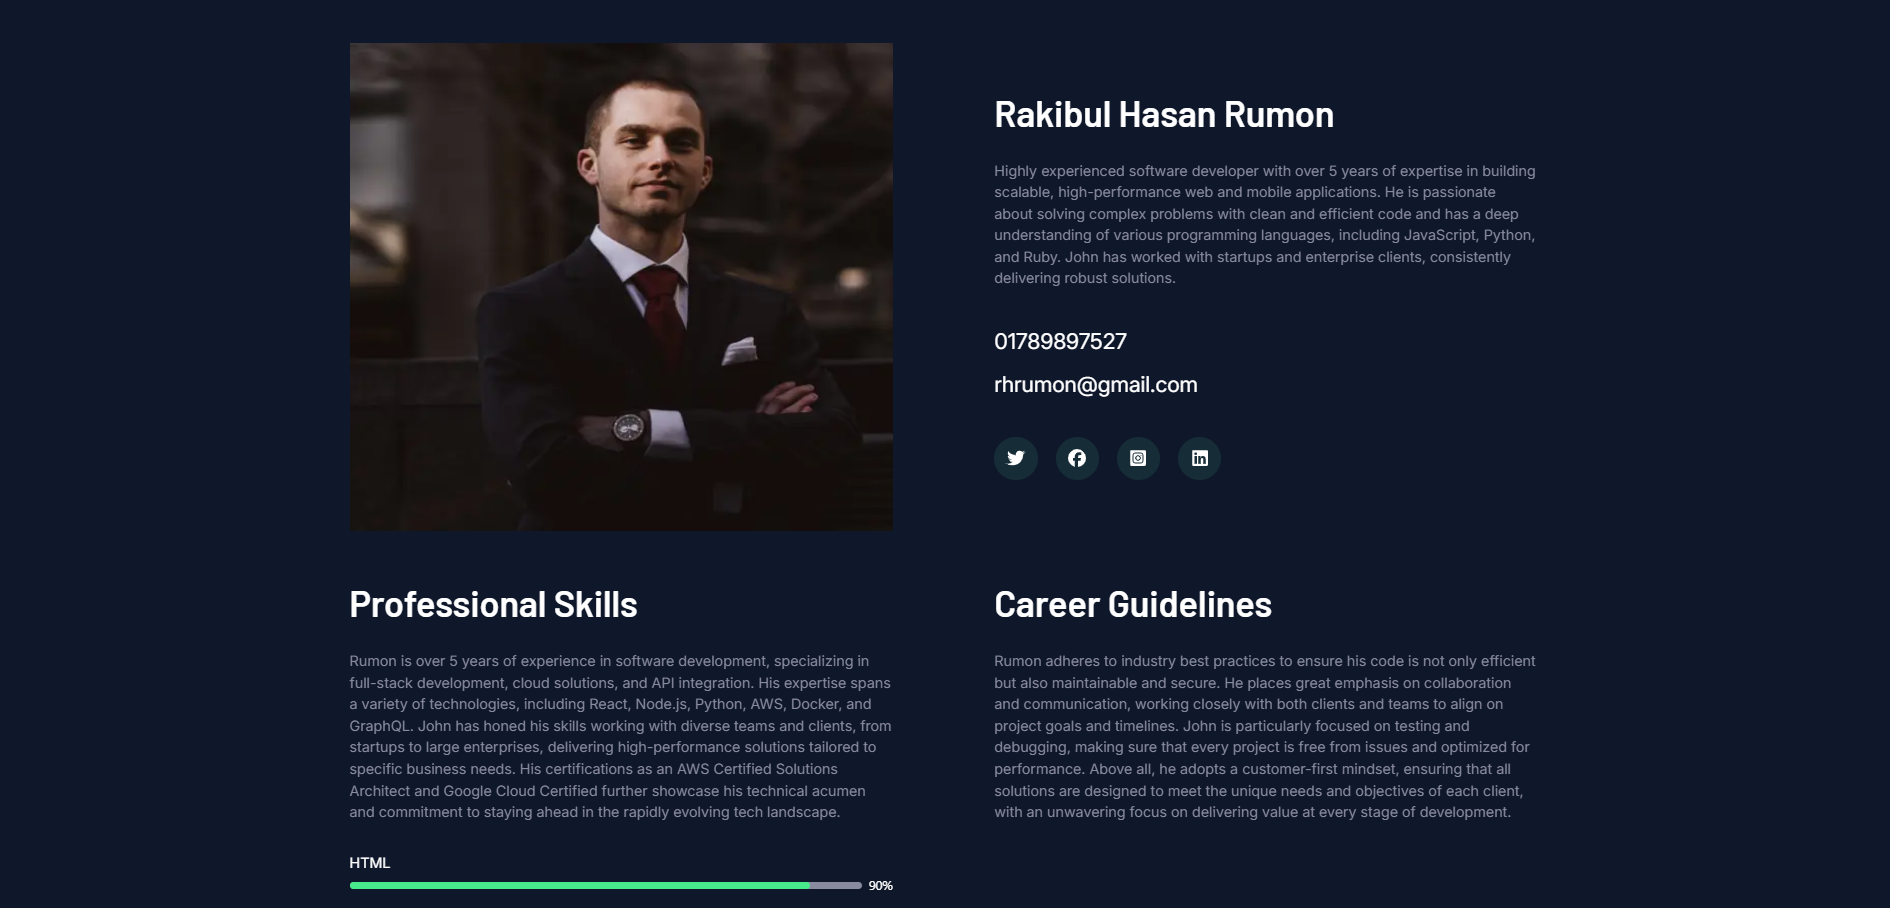 Rakibul Hasan Rumon
Highly experienced software developer with over 5 years of expertise in building
scalable, high-performance web and mobile applications. He is passionate
about solving complex problems with clean and efficient code and has a deep
understanding of various programming languages, including JavaScript, Python,
and Ruby. John has worked with startups and enterprise clients, consistently
delivering robust solutions.
01789897527
rhrumon@gmail.com
Professional Skills
Rumon is over 5 years of experience in software development, specializing in
full-stack development, cloud solutions, and API integration. His expertise spans
a variety of technologies, including React, Node.js, Python, AWS, Docker, and
GraphQL. John has honed his skills working with diverse teams and clients, from
startups to large enterprises, delivering high-performance solutions tailored to
specific business needs. His certifications as an AWS Certified Solutions
Architect and Google Cloud Certified further showcase his technical acumen
and commitment to staying ahead in the rapidly evolving tech landscape.
HTML
90%
Career Guidelines
Rumon adheres to industry best practices to ensure his code is not only efficient
but also maintainable and secure. He places great emphasis on collaboration
and communication, working closely with both clients and teams to align on
project goals and timelines. John is particularly focused on testing and
debugging, making sure that every project is free from issues and optimized for
performance. Above all, he adopts a customer-first mindset, ensuring that all
solutions are designed to meet the unique needs and objectives of each client,
with an unwavering focus on delivering value at every stage of development.